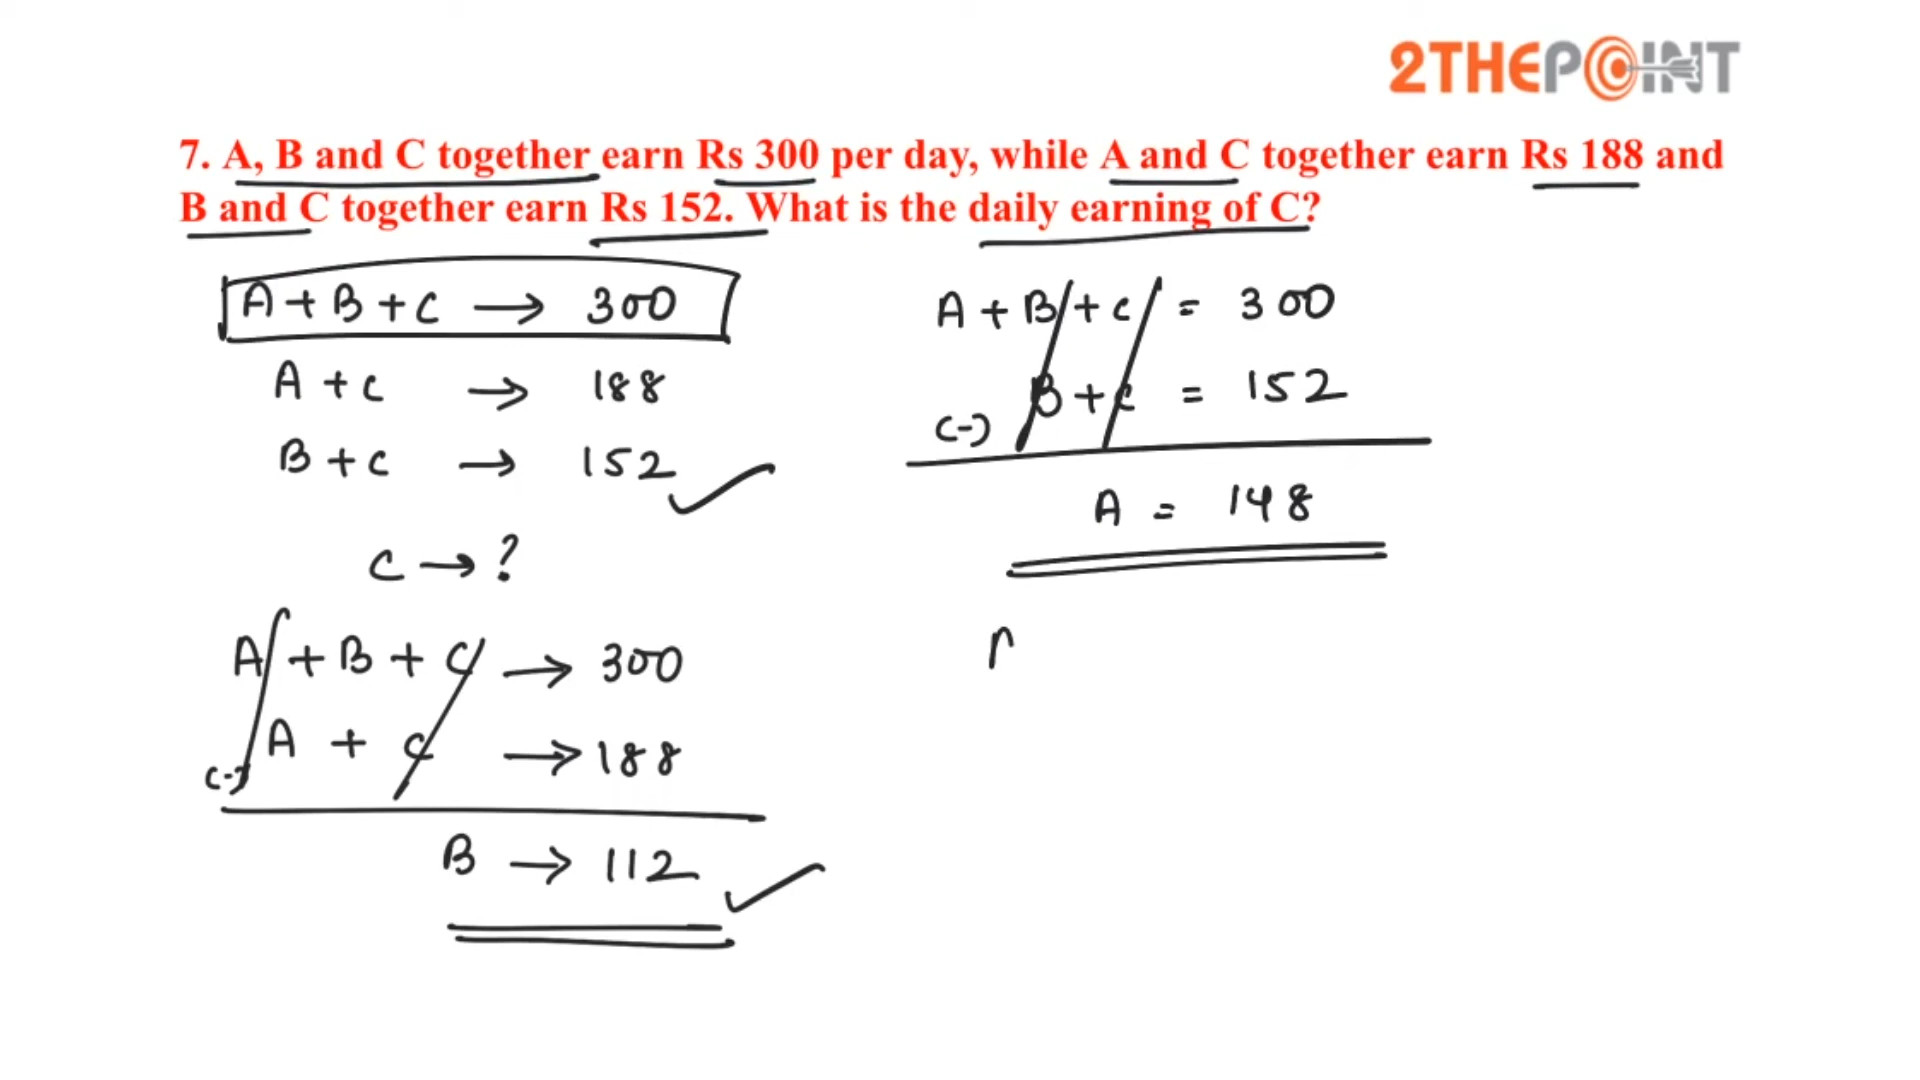 2THEPOINT
7. A, B and C together earn Rs 300 per day, while A and C together earn Rs 188 and
B and C together earn Rs 152. What is the daily earning of C?
A + B + C → 300
A + C → 188
B + C → 152
C → ?
A + B + C → 300
A + C → 188
(-)
B → 112
A + B + C = 300
B + C = 152
(-)
A = 148